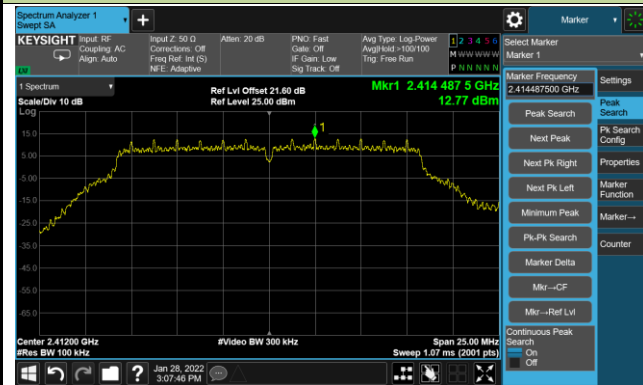 Spectrum Analyzer 1
Swept SA
Marker
KEYSIGHT
Input: RF
Coupling: AC
Align: Auto
Input Z: 50 Ω
Corrections: Off
Freq Ref: Int (S)
NFE: Adaptive
Atten: 20 dB
PNO: Fast
Gate: Off
IF Gain: Low
Sig Track: Off
Avg Type: Log-Power
Avg|Hold >100/100
Trig: Free Run
1 2 3 4 5 6
M W W W W W
P N N N N N
Select Marker
Marker 1
LXI
1 Spectrum
Scale/Div 10 dB
Log
Ref Lvl Offset 21.60 dB
Ref Level 25.00 dBm
Mkr1 2.414 487 5 GHz
12.77 dBm
1
15.0
5.00
-5.00
-15.0
-25.0
-35.0
-45.0
-55.0
-65.0
Center 2.41200 GHz
#Res BW 100 kHz
#Video BW 300 kHz
Span 25.00 MHz
Sweep 1.07 ms (2001 pts)
Marker Frequency
2.414487500 GHz
Peak Search
Next Peak
Next Pk Right
Next Pk Left
Minimum Peak
Pk-Pk Search
Marker Delta
Mkr→CF
Mkr→Ref Lvl
Continuous Peak
Search
On
Off
Settings
Peak
Search
Pk Search
Config
Properties
Marker
Function
Marker→
Counter
?
Jan 28, 2022
3:07:46 PM